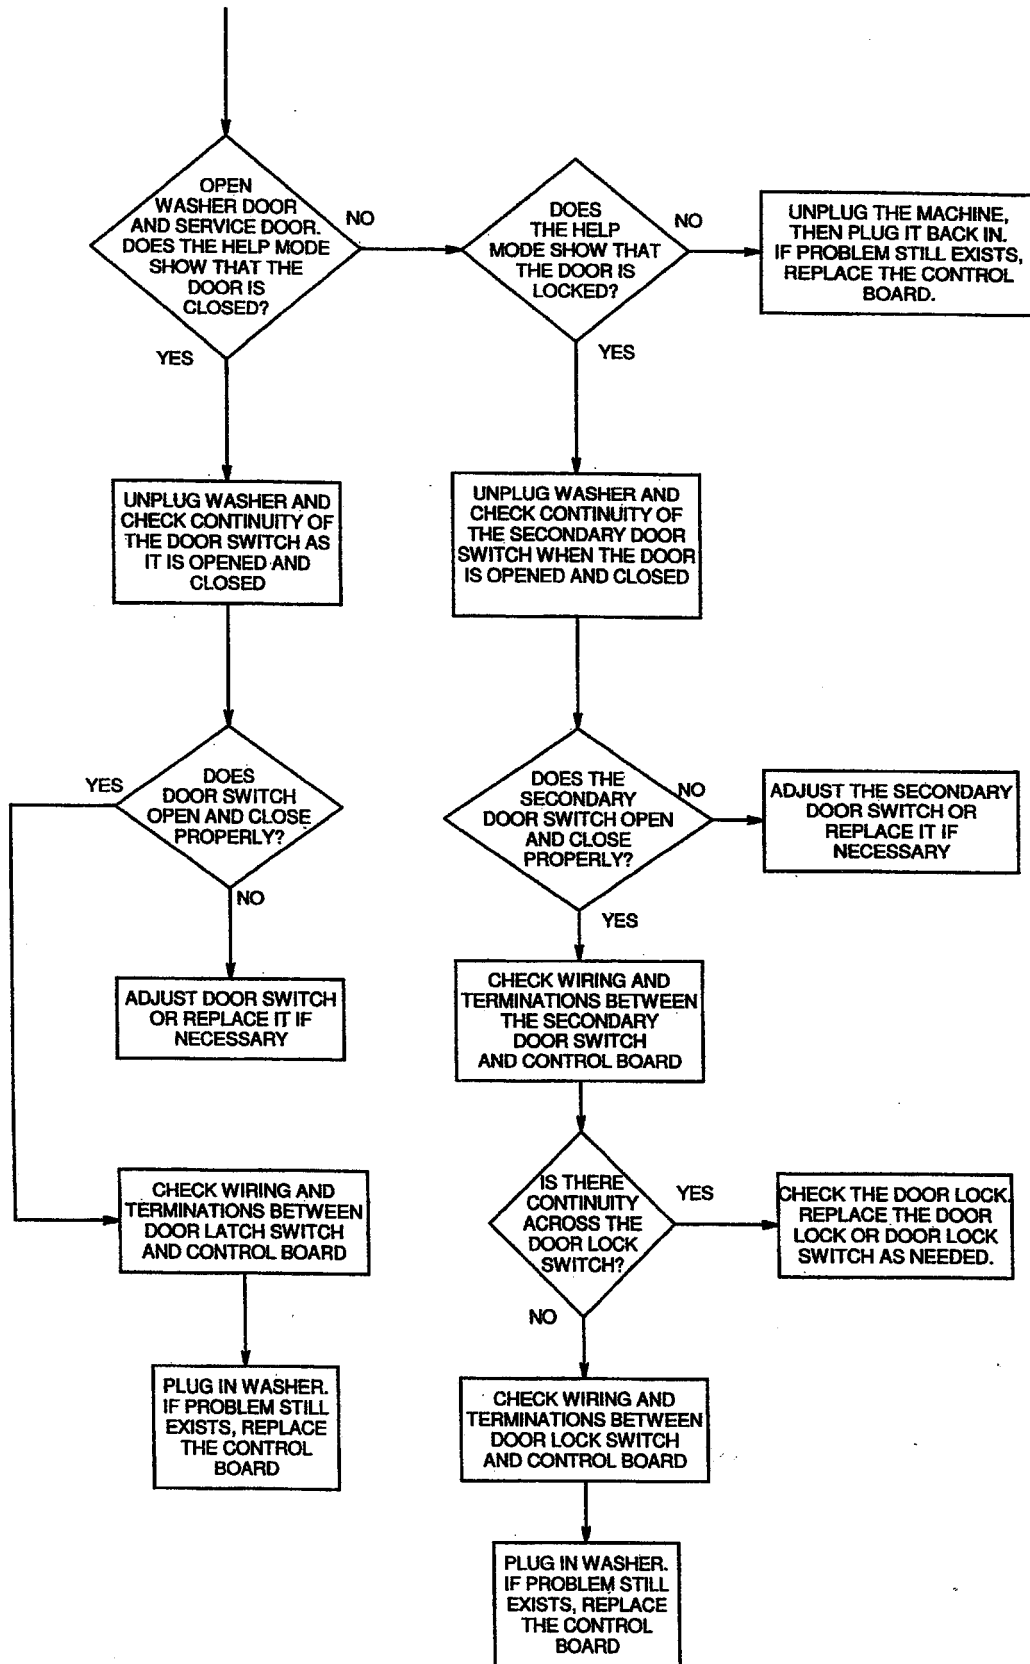 OPEN
WASHER DOOR
AND SERVICE DOOR.
DOES THE HELP MODE
SHOW THAT THE
DOOR IS
CLOSED?
NO
YES
DOES
THE HELP
MODE SHOW THAT
THE DOOR IS
LOCKED?
NO
YES
UNPLUG THE MACHINE,
THEN PLUG IT BACK IN.
IF PROBLEM STILL EXISTS,
REPLACE THE CONTROL
BOARD.
UNPLUG WASHER AND
CHECK CONTINUITY OF
THE DOOR SWITCH AS
IT IS OPENED AND
CLOSED
UNPLUG WASHER AND
CHECK CONTINUITY OF
THE SECONDARY DOOR
SWITCH WHEN THE DOOR
IS OPENED AND CLOSED
YES
DOES
DOOR SWITCH
OPEN AND CLOSE
PROPERLY?
NO
DOES THE
SECONDARY
DOOR SWITCH OPEN
AND CLOSE
PROPERLY?
NO
YES
ADJUST THE SECONDARY
DOOR SWITCH OR
REPLACE IT IF
NECESSARY
ADJUST DOOR SWITCH
OR REPLACE IT IF
NECESSARY
CHECK WIRING AND
TERMINATIONS BETWEEN
THE SECONDARY
DOOR SWITCH
AND CONTROL BOARD
CHECK WIRING AND
TERMINATIONS BETWEEN
DOOR LATCH SWITCH
AND CONTROL BOARD
IS THERE
CONTINUITY
ACROSS THE
DOOR LOCK
SWITCH?
YES
NO
CHECK THE DOOR LOCK.
REPLACE THE DOOR
LOCK OR DOOR LOCK
SWITCH AS NEEDED.
PLUG IN WASHER.
IF PROBLEM STILL
EXISTS, REPLACE
THE CONTROL
BOARD
CHECK WIRING AND
TERMINATIONS BETWEEN
DOOR LOCK SWITCH
AND CONTROL BOARD
PLUG IN WASHER.
IF PROBLEM STILL
EXISTS, REPLACE
THE CONTROL
BOARD